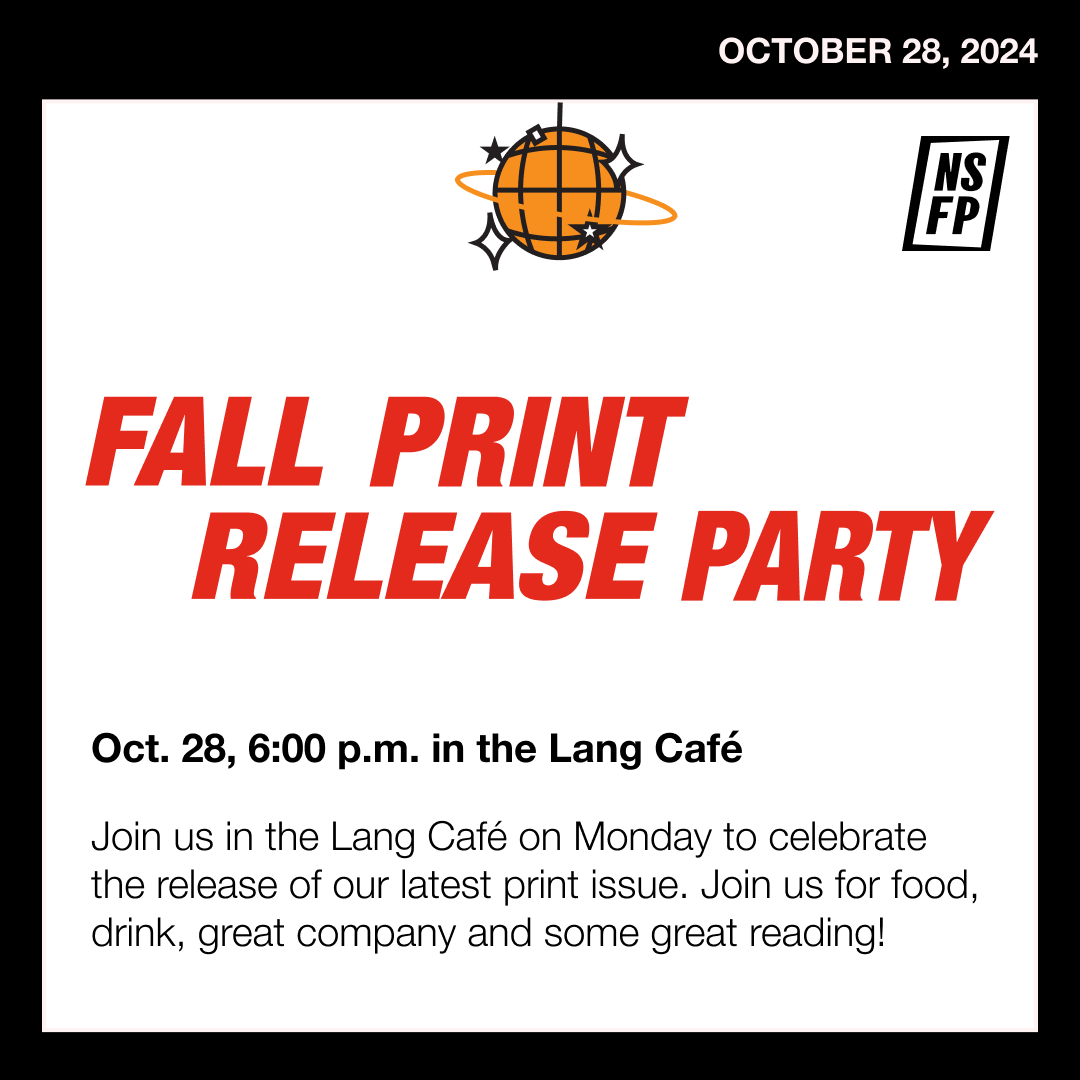 OCTOBER 28, 2024
NS
FP
FALL PRINT
RELEASE PARTY
Oct. 28, 6:00 p.m. in the Lang Café
Join us in the Lang Café on Monday to celebrate
the release of our latest print issue. Join us for food,
drink, great company and some great reading!